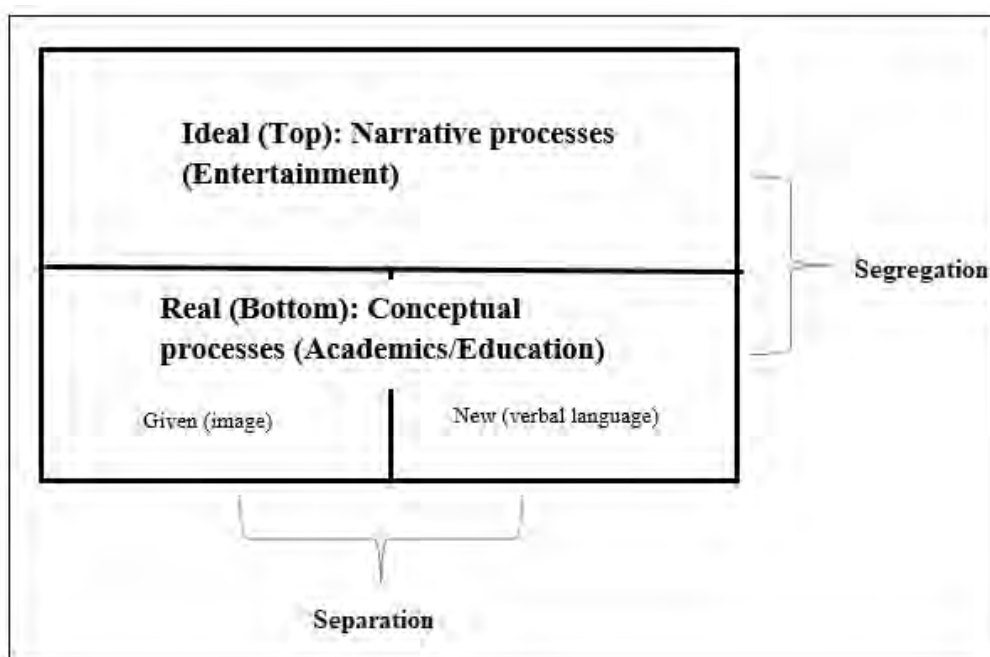 Ideal (Top): Narrative processes
(Entertainment)
Segregation
Real (Bottom): Conceptual
processes (Academics/Education)
Given (image)
New (verbal language)
Separation